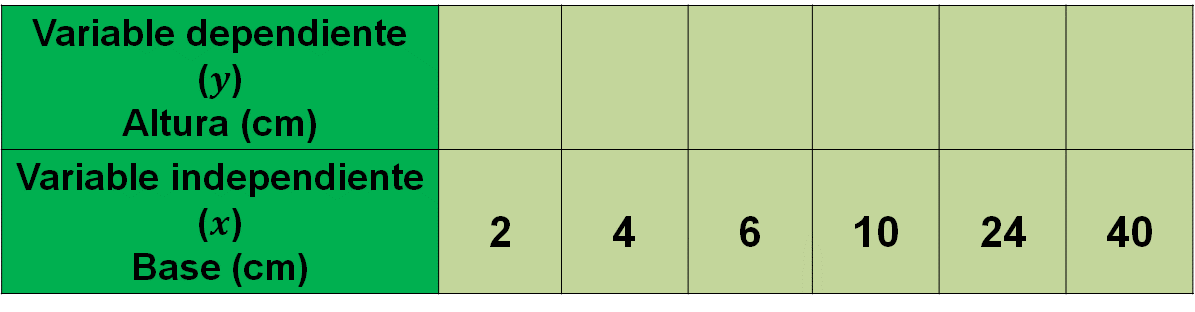 Variable dependiente
(y)
Altura (cm)
Variable independiente
(x)
Base (cm)
2 4 6 10 24 40